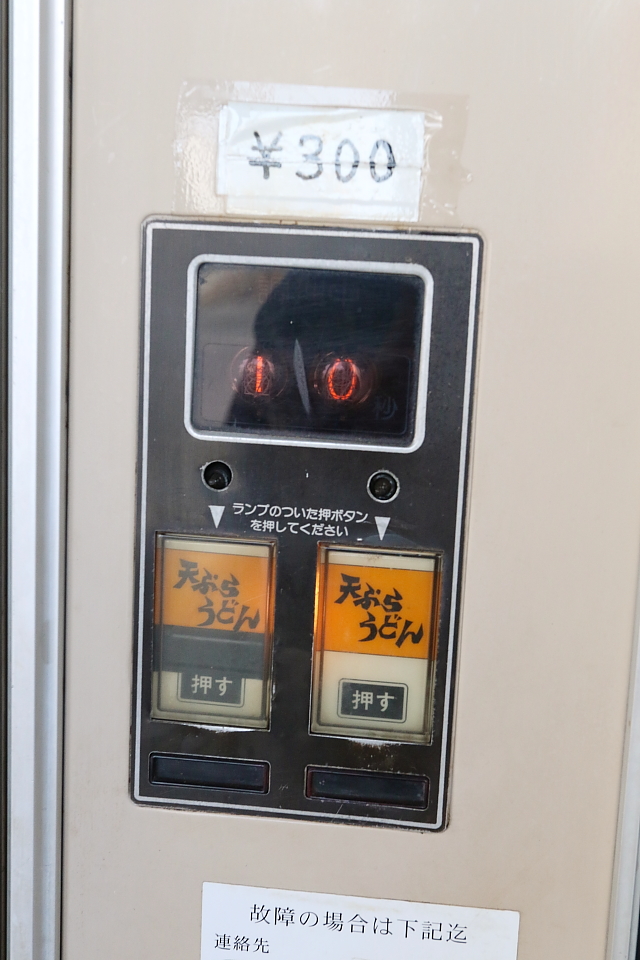 ¥300
10
秒
ランプのついた押ボタン
を押してください
天ぷら
うどん
押す
天ぷら
うどん
押す
故障の場合は下記迄
連絡先